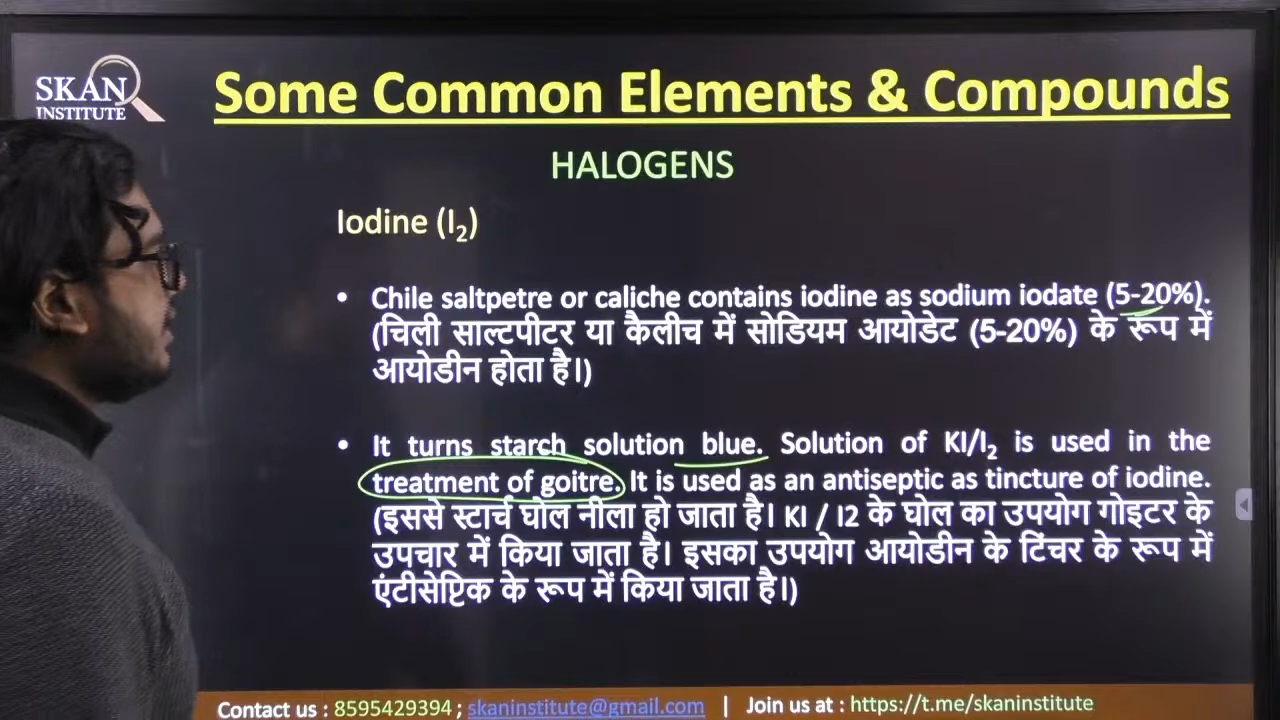 SKAN
INSTITUTE
Some Common Elements & Compounds
HALOGENS
Iodine (I₂)
• Chile saltpetre or caliche contains iodine as sodium iodate (5-20%).
(चिली साल्टपीटर या कैलीच में सोडियम आयोडेट (5-20%) के रूप में
आयोडीन होता है।)
• It turns starch solution blue. Solution of KI/I₂ is used in the
treatment of goitre. It is used as an antiseptic as tincture of iodine.
(इससे स्टार्च घोल नीला हो जाता है। KI / I2 के घोल का उपयोग गोइटर के
उपचार में किया जाता है। इसका उपयोग आयोडीन के टिंचर के रूप में
एंटीसेप्टिक के रूप में किया जाता है।)
Contact us : 8595429394 ; skaninstitute@gmail.com | Join us at : https://t.me/skaninstitute